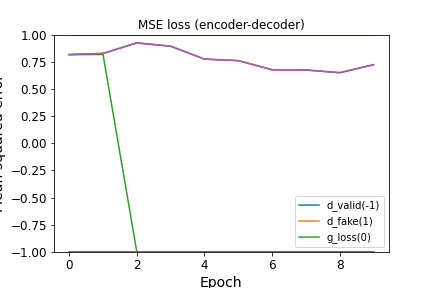 MSE loss (encoder-decoder)
1.00
0.75
0.50
0.25
0.00
−0.25
−0.50
−0.75
−1.00
d_valid(-1)
d_fake(1)
g_loss(0)
0 2 4 6 8
Epoch